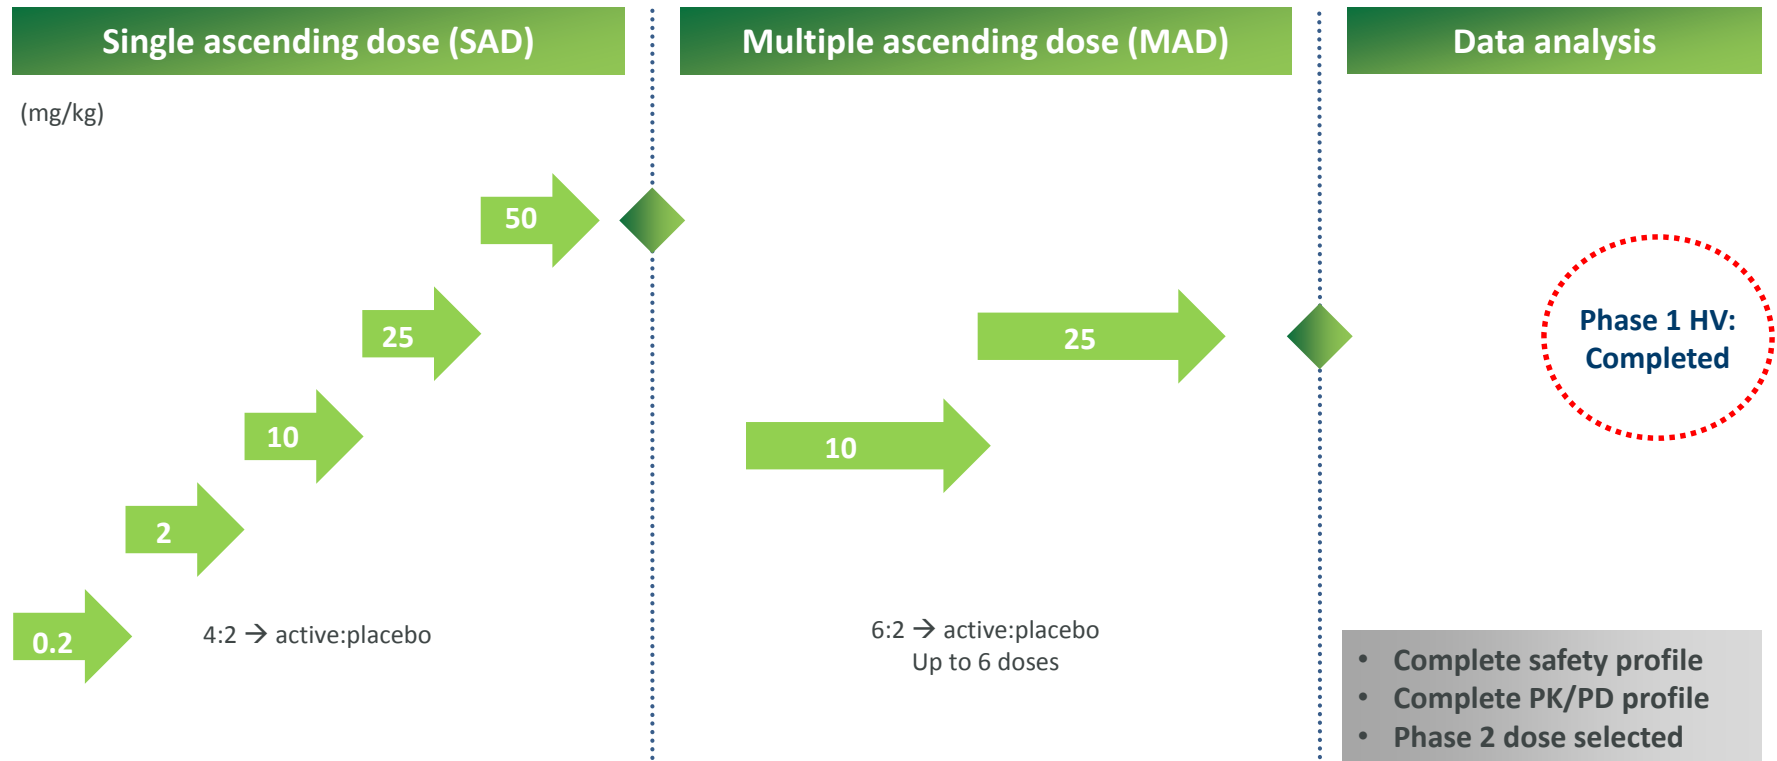 Single ascending dose (SAD)
Multiple ascending dose (MAD)
Data analysis
(mg/kg)
50
25
10
2
0.2
4:2 → active:placebo
25
10
6:2 → active:placebo
Up to 6 doses
Phase 1 HV:
Completed
• Complete safety profile
• Complete PK/PD profile
• Phase 2 dose selected